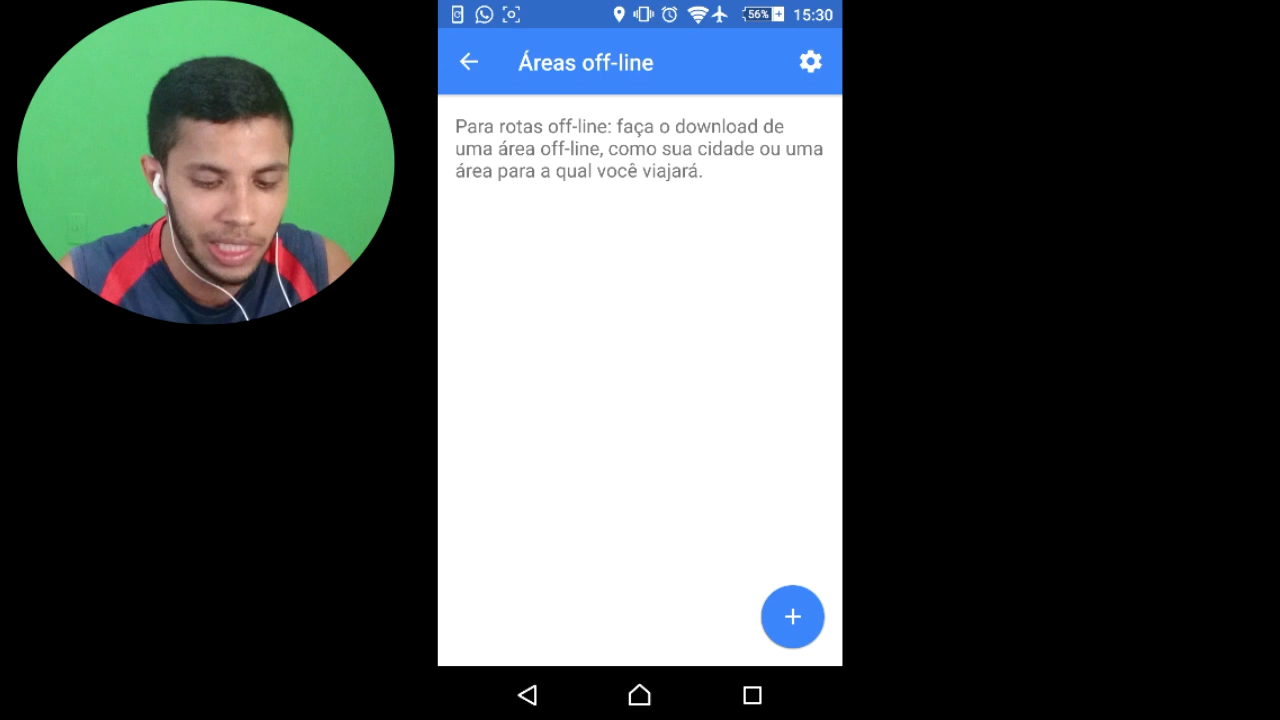 56% 15:30
Áreas off-line
Para rotas off-line: faça o download de
uma área off-line, como sua cidade ou uma
área para a qual você viajará.